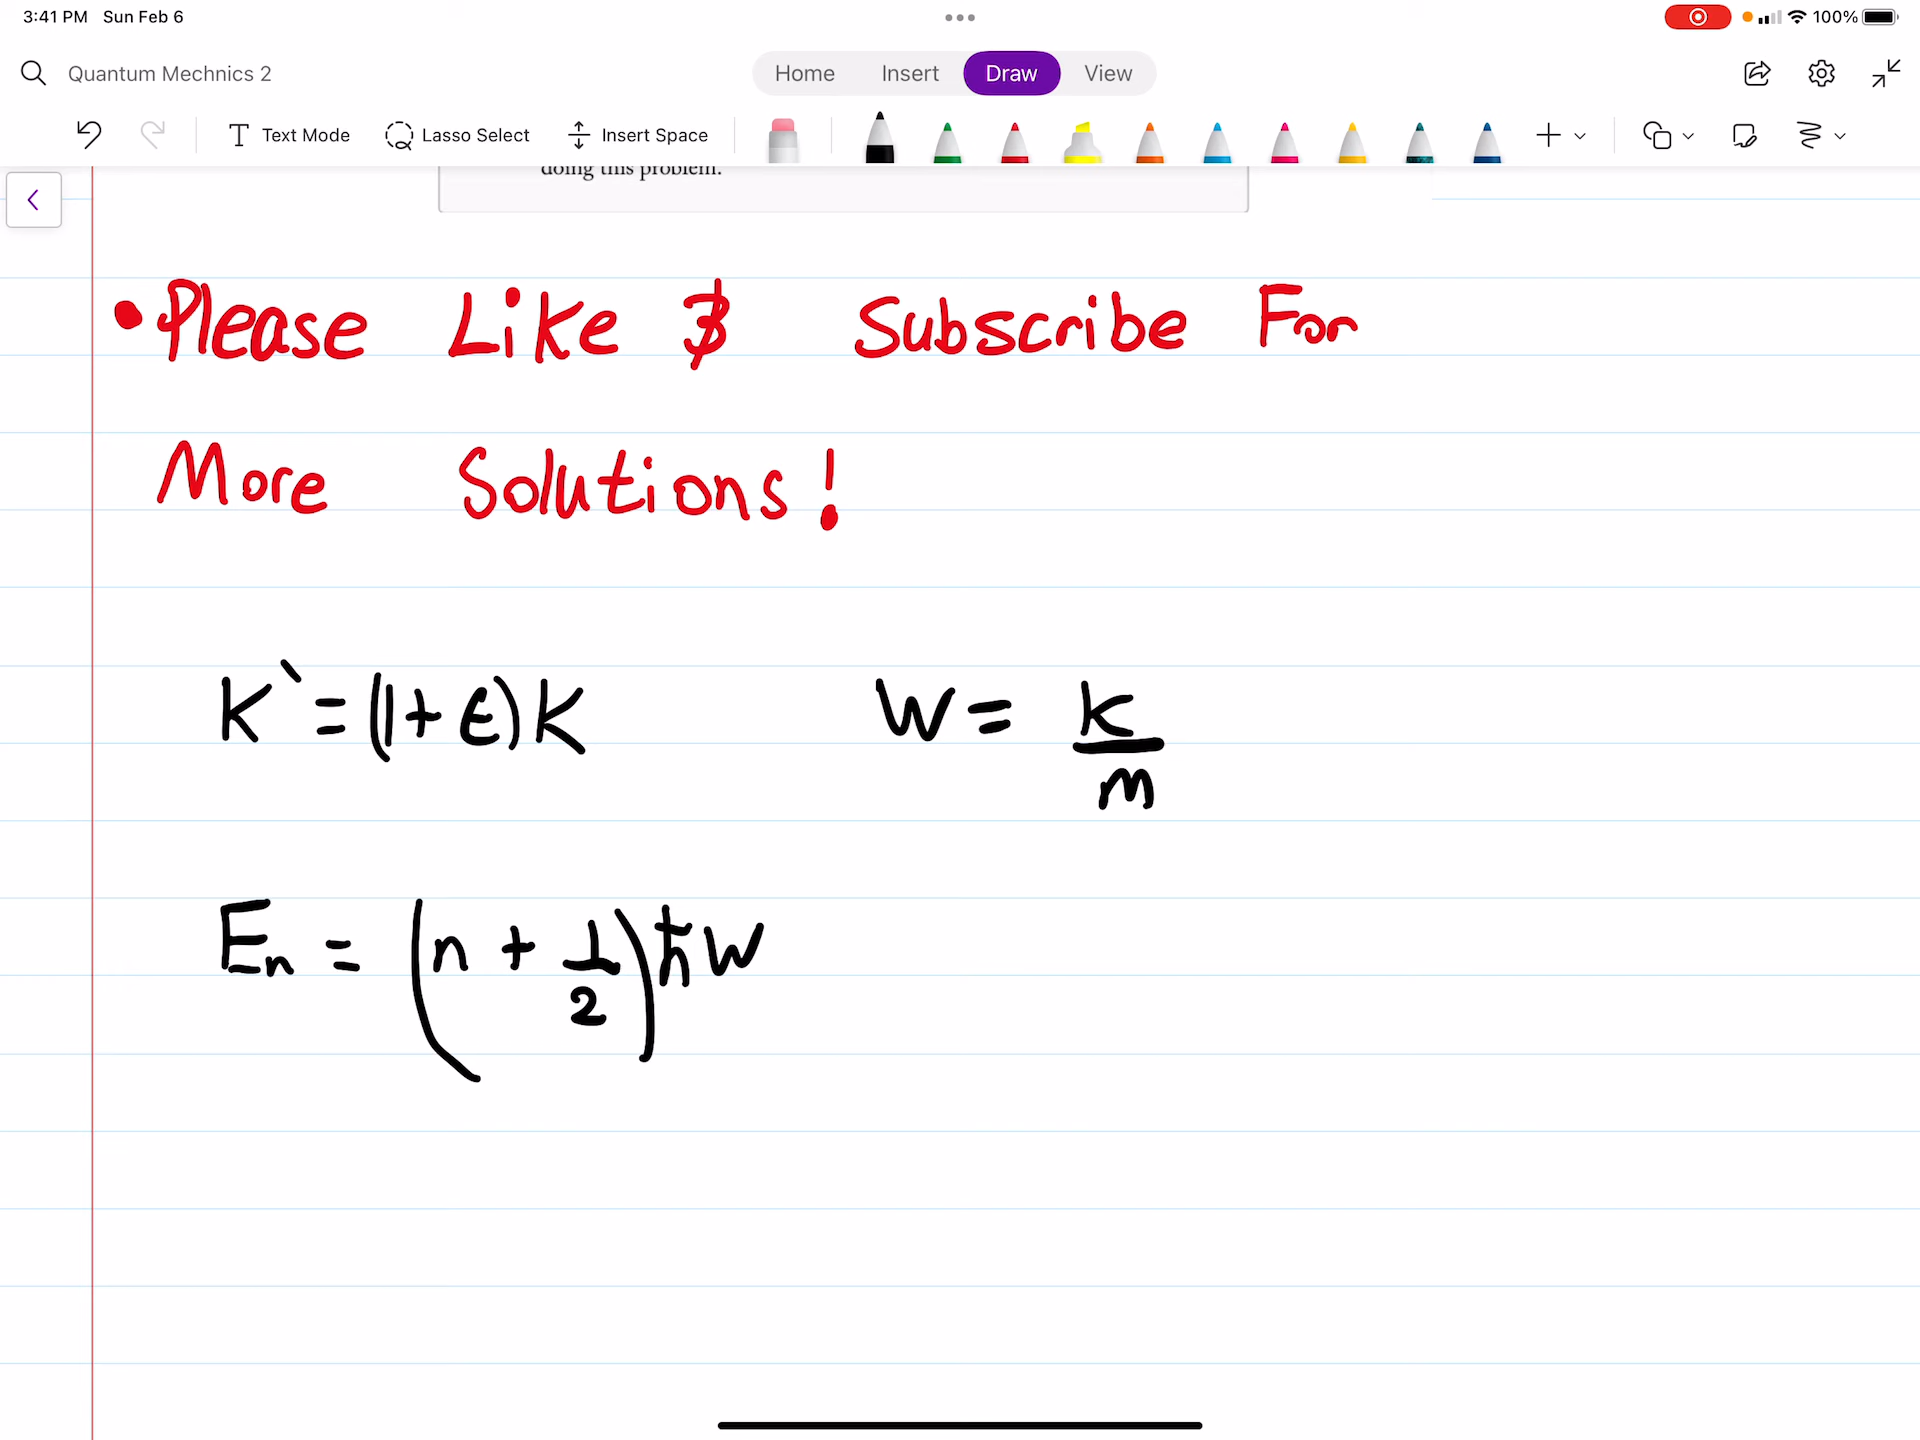 3:41 PM Sun Feb 6
100%
Quantum Mechnics 2
Home Insert Draw View
Text Mode Lasso Select Insert Space
doing this problem.
• Please Like & Subscribe For
More Solutions!
K` = (1 + ϵ) K W = k/m
En = (n + 1/2) ħ W